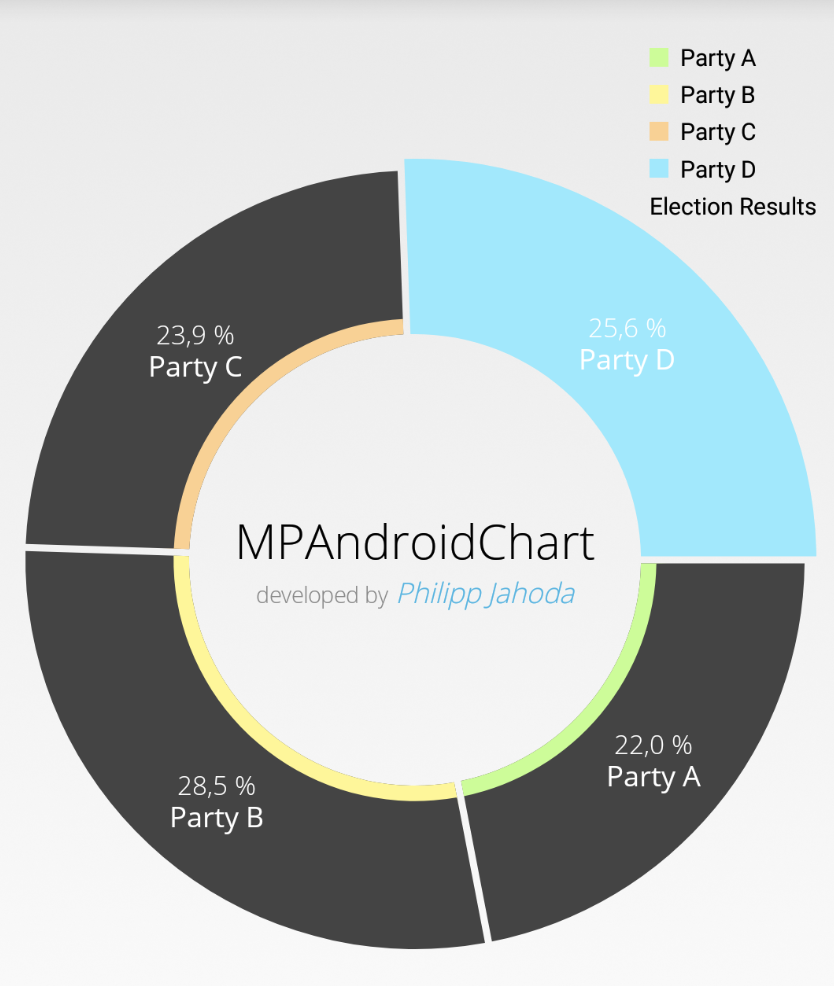 Party A
Party B
Party C
Party D
Election Results
23,9 %
Party C
25,6 %
Party D
MPAndroidChart
developed by Philipp Jahoda
22,0 %
Party A
28,5 %
Party B